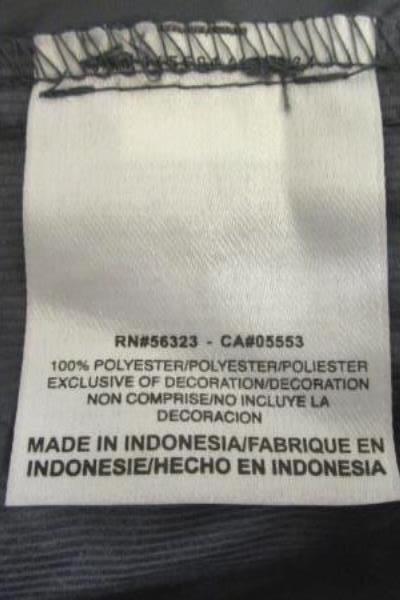 RN#56323 - CA#05553
100% POLYESTER/POLYESTER/POLIESTER
EXCLUSIVE OF DECORATION/DECORATION
NON COMPRISE/NO INCLUYE LA
DECORACION
MADE IN INDONESIA/FABRIQUE EN
INDONESIE/HECHO EN INDONESIA